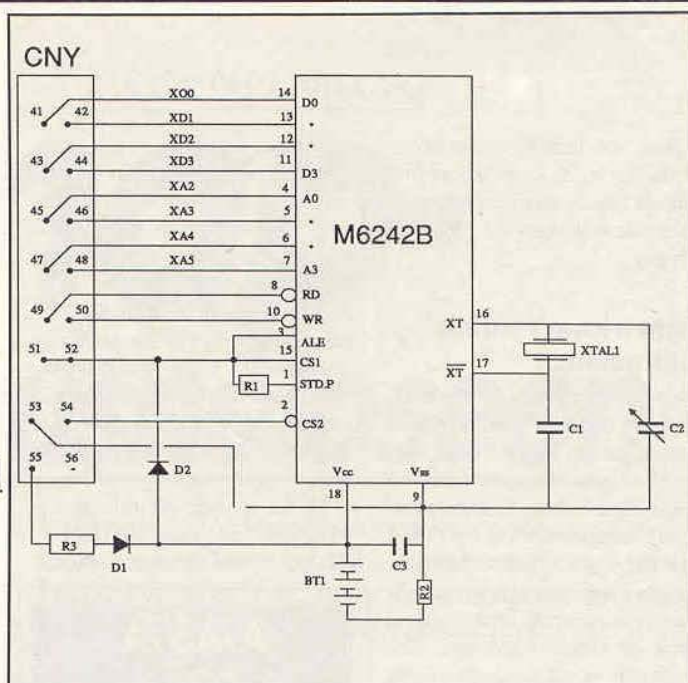 CNY
41 42 XO0 14 D0
XD1 13 •
XD2 12 •
43 44 XD3 11 D3
XA2 4 A0
45 46 XA3 5 •
XA4 6 •
47 48 XA5 7 A3
M6242B
8 RD
49 50 10 WR
3 ALE
51 52 15 CS1
R1 1 STD.P
53 54 2 CS2
55 56
XT 16
XT 17
XTAL1
C1
C2
D2
Vcc Vss
18 9
R3
D1
C3
BT1
R2